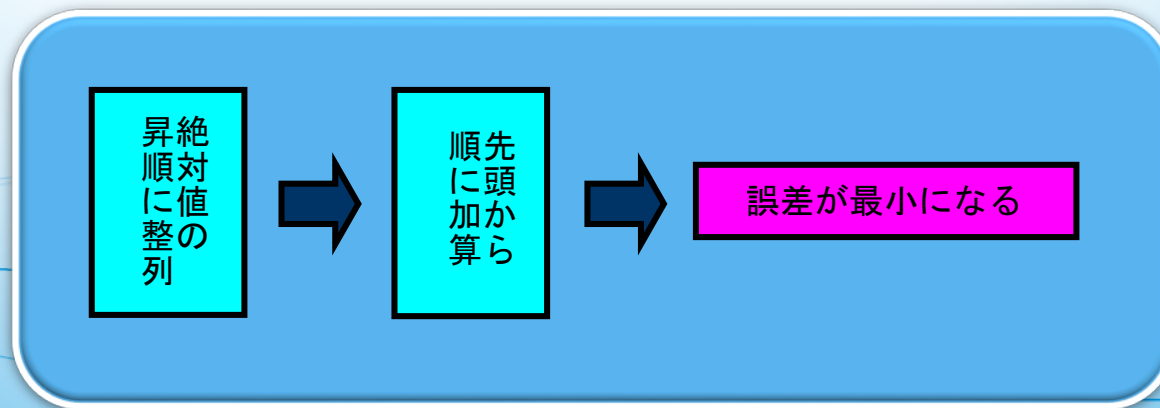 絶対値の
昇順に整列
先頭から
順に加算
誤差が最小になる